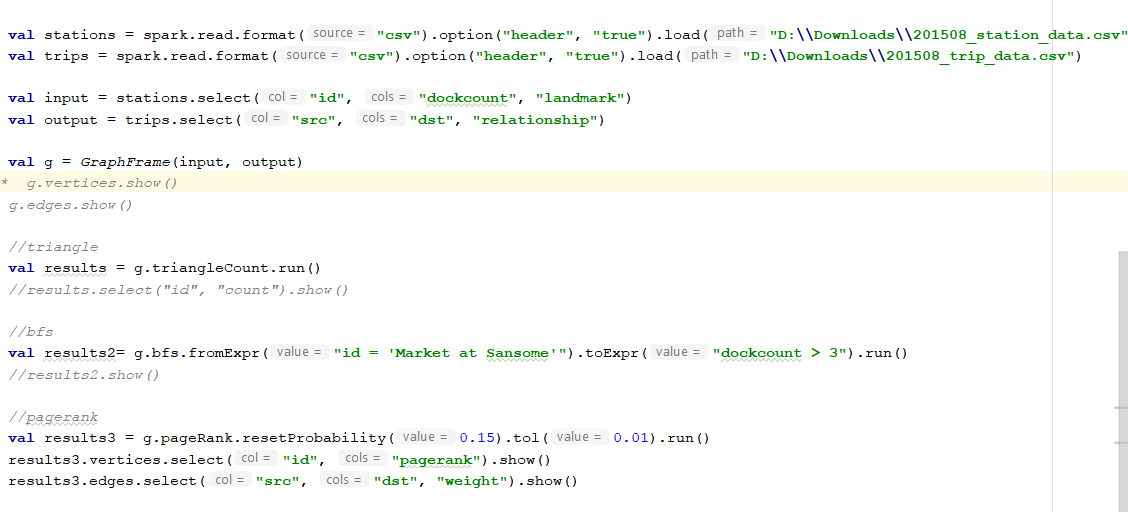 val stations = spark.read.format( source = "csv").option("header", "true").load( path = "D:\\Downloads\\201508_station_data.csv"
val trips = spark.read.format( source = "csv").option("header", "true").load( path = "D:\\Downloads\\201508_trip_data.csv")
val input = stations.select( col = "id", cols = "dockcount", "landmark")
val output = trips.select( col = "src", cols = "dst", "relationship")
val g = GraphFrame(input, output)
* g.vertices.show()
g.edges.show()
//triangle
val results = g.triangleCount.run()
//results.select("id", "count").show()
//bfs
val results2= g.bfs.fromExpr( value = "id = 'Market at Sansome'").toExpr( value = "dockcount > 3").run()
//results2.show()
//pagerank
val results3 = g.pageRank.resetProbability( value = 0.15).tol( value = 0.01).run()
results3.vertices.select( col = "id", cols = "pagerank").show()
results3.edges.select( col = "src", cols = "dst", "weight").show()